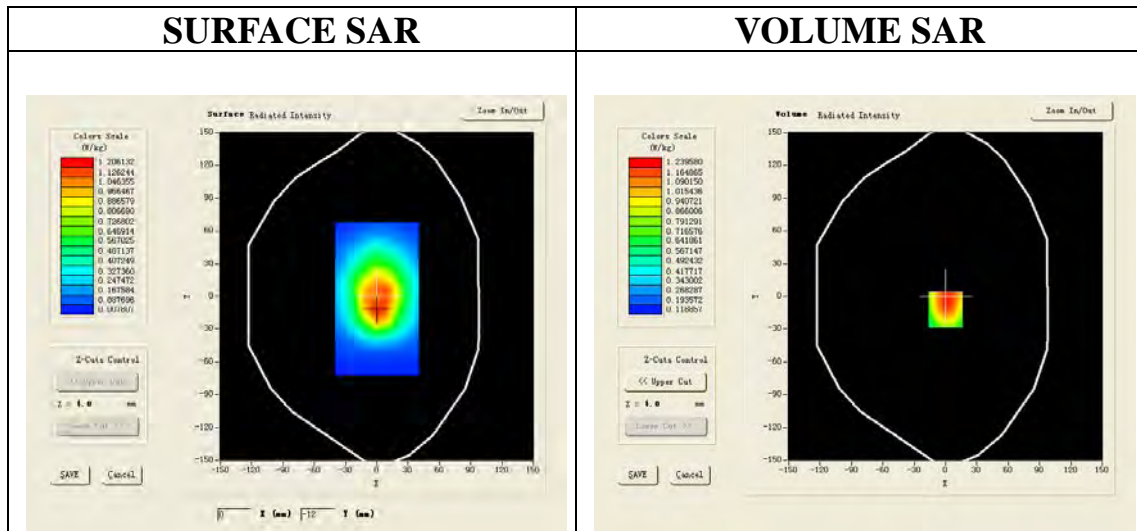 SURFACE SAR
VOLUME SAR
Surface Radiated Intensity
Zoom In/Out
Colors Scale
(W/kg)
1.206132
1.126244
1.046355
0.966467
0.886579
0.806690
0.726802
0.646914
0.567025
0.487137
0.407249
0.327360
0.247472
0.167584
0.087696
0.007807
150
120
90
60
30
0
-30
-60
-90
-120
-150
Y
-150 -120 -90 -60 -30 0 30 60 90 120 150
X
Z-Cuts Control
<< Upper Cut
Z = 4.0 mm
Lower Cut >>
SAVE
Cancel
0 X (mm) -12 Y (mm)
Volume Radiated Intensity
Zoom In/Out
Colors Scale
(W/kg)
1.239580
1.164865
1.090150
1.015436
0.940721
0.866006
0.791291
0.716576
0.641861
0.567147
0.492432
0.417717
0.343002
0.268287
0.193572
0.118857
150
120
90
60
30
0
-30
-60
-90
-120
-150
Y
-150 -120 -90 -60 -30 0 30 60 90 120 150
X
Z-Cuts Control
<< Upper Cut
Z = 4.0 mm
Lower Cut >>
SAVE
Cancel